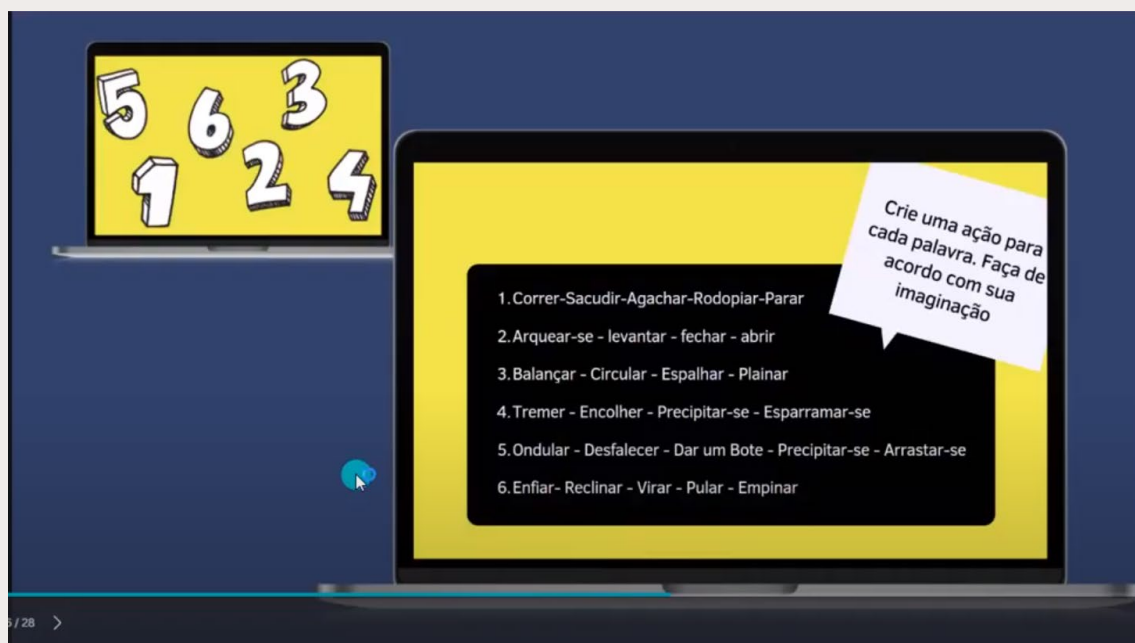 5 6 3
1 2 4
Crie uma ação para
cada palavra. Faça de
acordo com sua
imaginação
1.Correr-Sacudir-Agachar-Rodopiar-Parar
2.Arquear-se - levantar - fechar - abrir
3.Balançar - Circular - Espalhar - Plainar
4.Tremer - Encolher - Precipitar-se - Esparramar-se
5.Ondular - Desfalecer - Dar um Bote - Precipitar-se - Arrastar-se
6.Enfiar- Reclinar - Virar - Pular - Empinar
/ 28